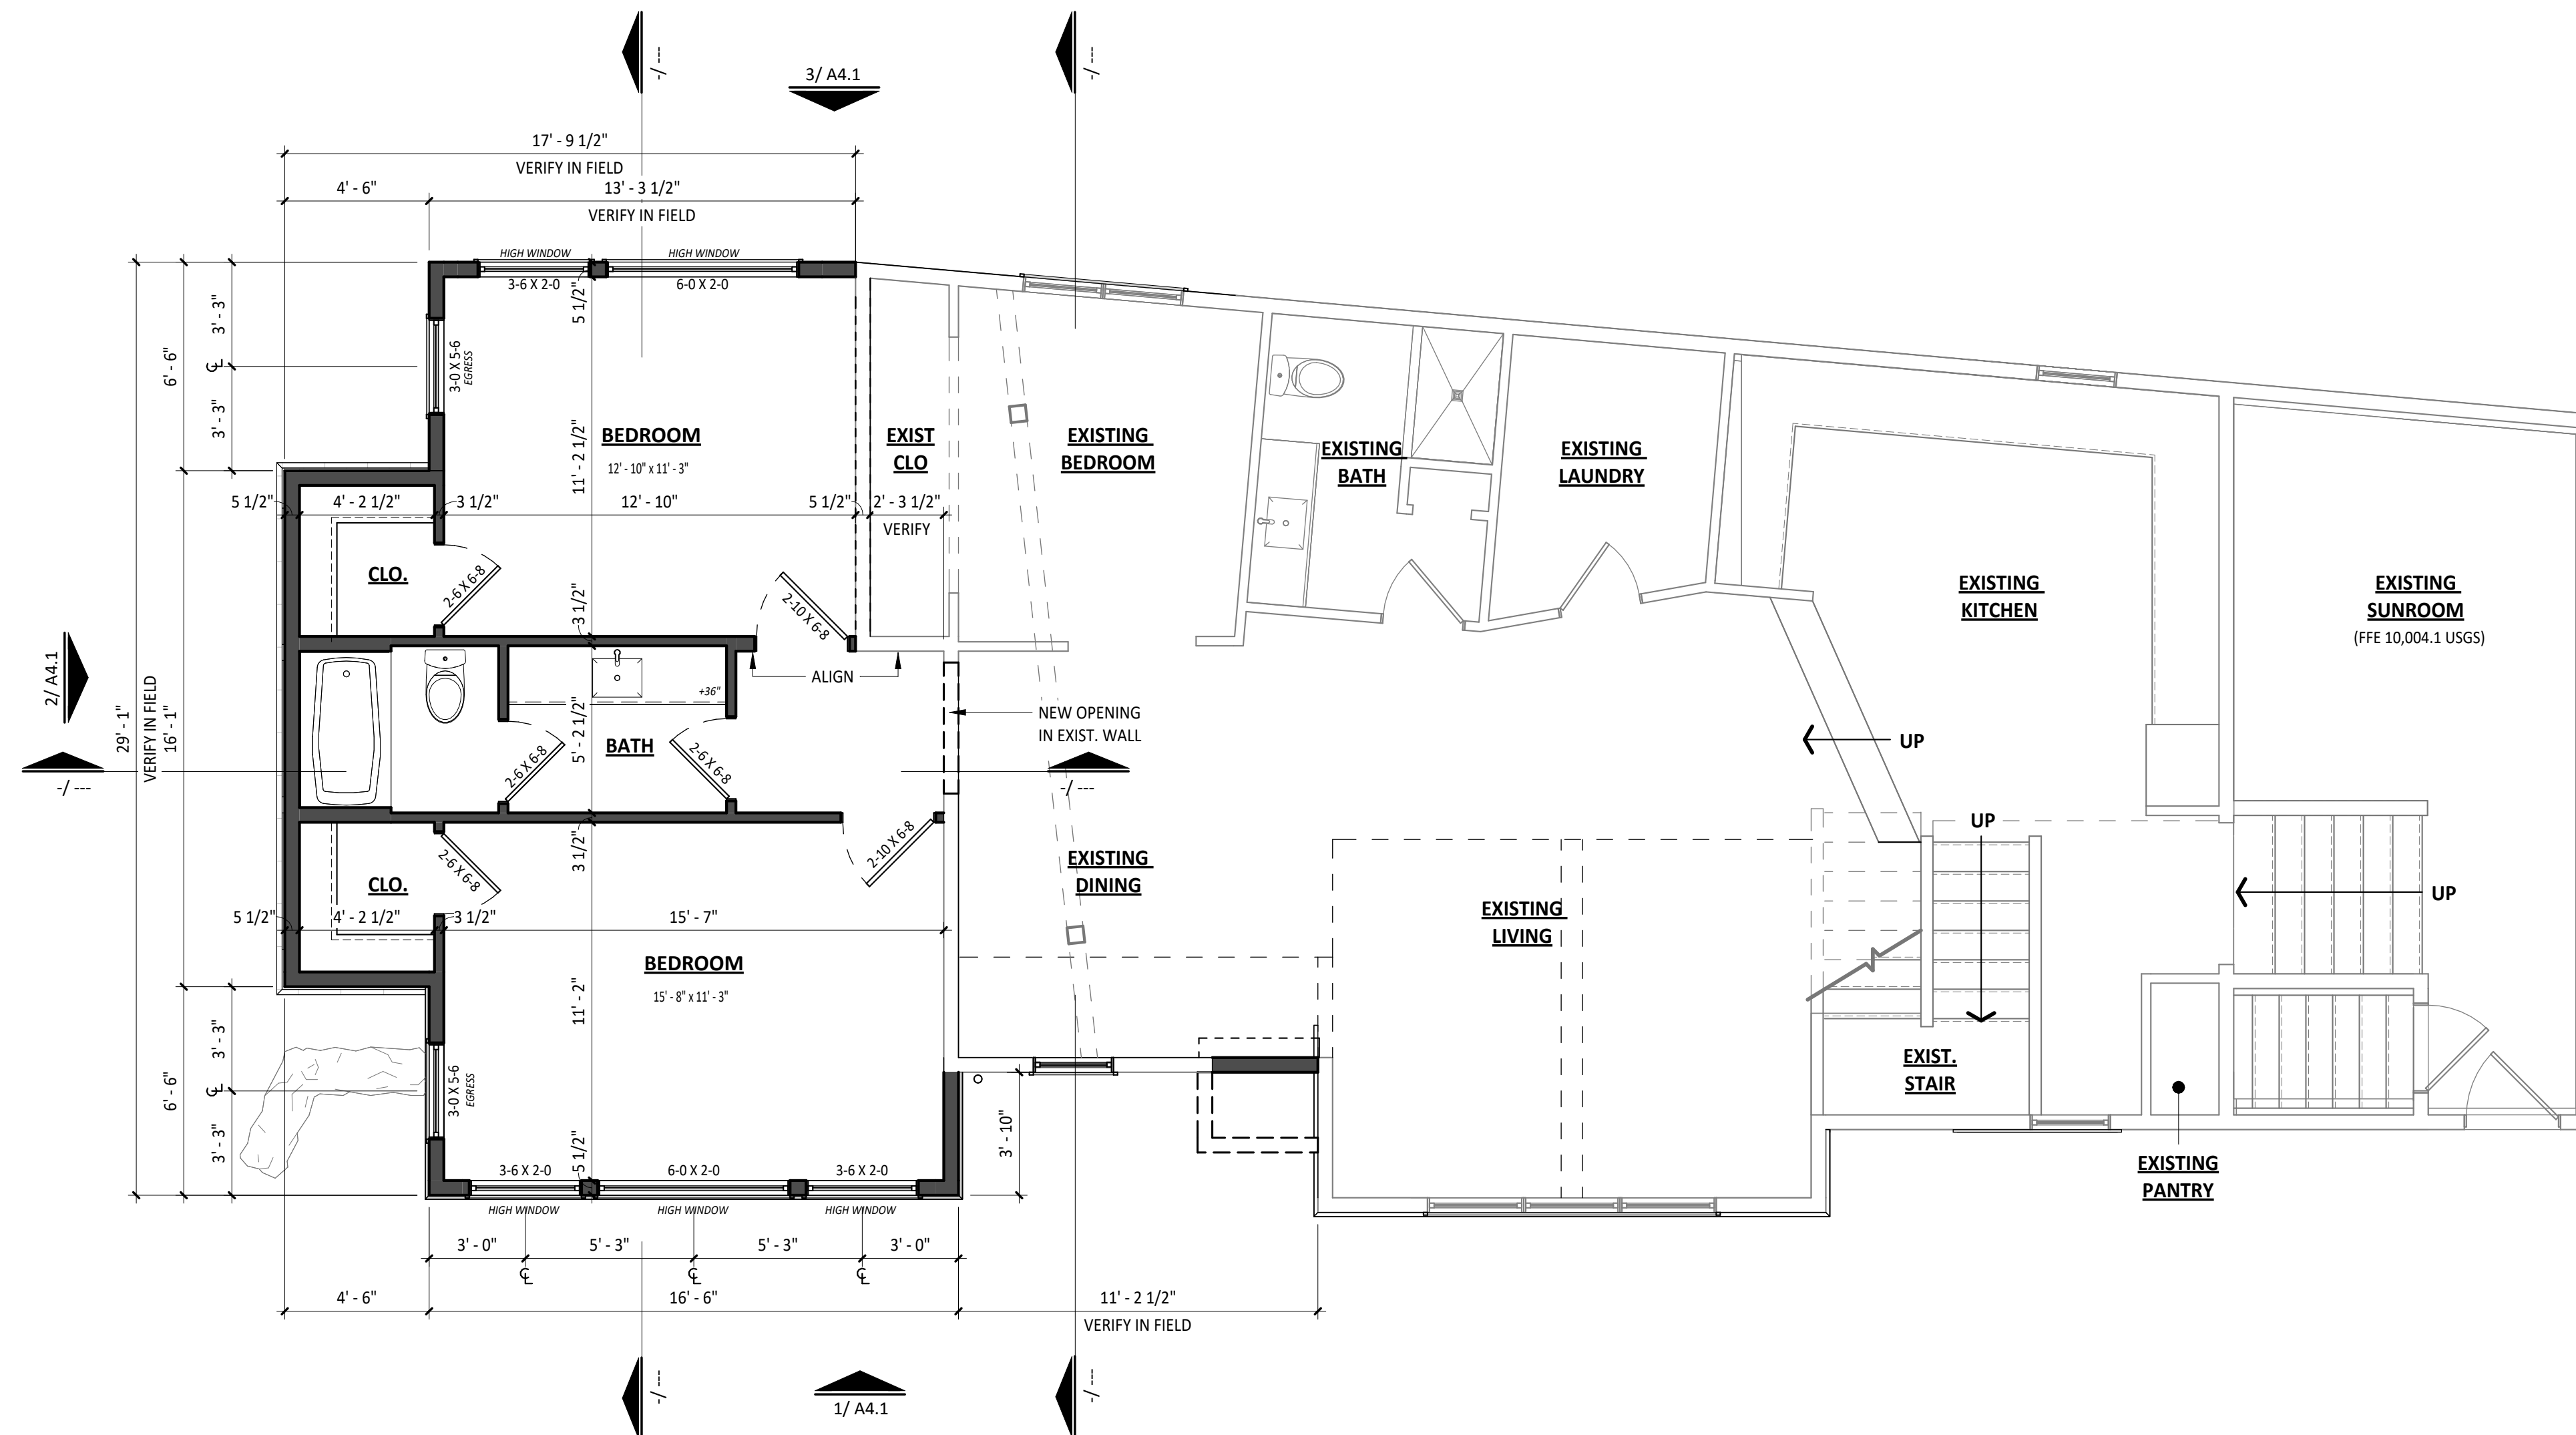 -/ ---
-/ ---
3/ A4.1
17' - 9 1/2"
VERIFY IN FIELD
4' - 6"
13' - 3 1/2"
VERIFY IN FIELD
HIGH WINDOW
HIGH WINDOW
3-6 X 2-0
6-0 X 2-0
5 1/2"
3' - 3"
6' - 6"
℄
3' - 3"
3-0 X 5-6
EGRESS
11' - 2 1/2"
BEDROOM
12' - 10" x 11' - 3"
EXIST
CLO
EXISTING
BEDROOM
EXISTING
BATH
EXISTING
LAUNDRY
5 1/2"
4' - 2 1/2"
3 1/2"
12' - 10"
5 1/2"
2' - 3 1/2"
VERIFY
CLO.
2-6 X 6-8
3 1/2"
2-10 X 6-8
EXISTING
KITCHEN
EXISTING
SUNROOM
(FFE 10,004.1 USGS)
2/ A4.1
29' - 1"
VERIFY IN FIELD
16' - 1"
ALIGN
+36"
NEW OPENING
IN EXIST. WALL
5' - 2 1/2"
BATH
2-6 X 6-8
2-6 X 6-8
UP
-/ ---
-/ ---
UP
3 1/2"
2-10 X 6-8
2-6 X 6-8
CLO.
EXISTING
DINING
UP
5 1/2"
4' - 2 1/2"
3 1/2"
15' - 7"
EXISTING
LIVING
BEDROOM
15' - 8" x 11' - 3"
11' - 2"
3' - 3"
6' - 6"
℄
3' - 3"
3-0 X 5-6
EGRESS
EXIST.
STAIR
3' - 10"
5 1/2"
3-6 X 2-0
6-0 X 2-0
3-6 X 2-0
HIGH WINDOW
HIGH WINDOW
HIGH WINDOW
EXISTING
PANTRY
3' - 0"
5' - 3"
5' - 3"
3' - 0"
℄
℄
℄
4' - 6"
16' - 6"
11' - 2 1/2"
VERIFY IN FIELD
-/ ---
1/ A4.1
-/ ---